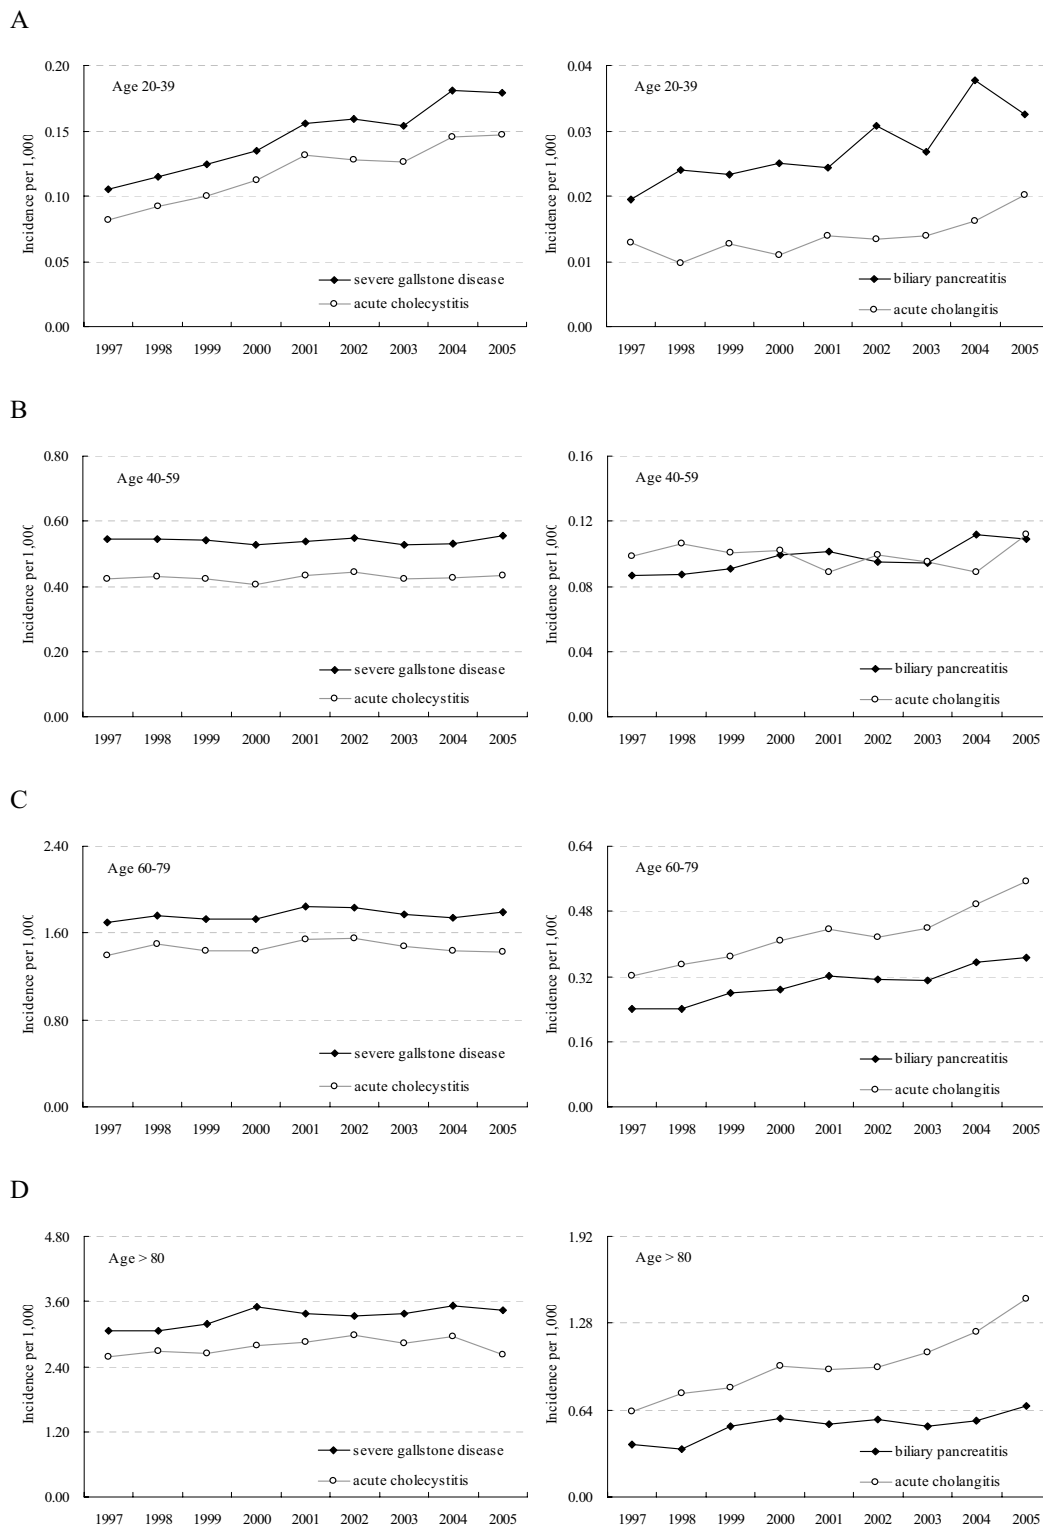 A
0.20
0.15
0.10
0.05
0.00
Incidence per 1,000
Age 20-39
severe gallstone disease
acute cholecystitis
1997 1998 1999 2000 2001 2002 2003 2004 2005
0.04
0.03
0.02
0.01
0.00
Incidence per 1,000
Age 20-39
biliary pancreatitis
acute cholangitis
1997 1998 1999 2000 2001 2002 2003 2004 2005
B
0.80
0.60
0.40
0.20
0.00
Incidence per 1,000
Age 40-59
severe gallstone disease
acute cholecystitis
1997 1998 1999 2000 2001 2002 2003 2004 2005
0.16
0.12
0.08
0.04
0.00
Incidence per 1,000
Age 40-59
biliary pancreatitis
acute cholangitis
1997 1998 1999 2000 2001 2002 2003 2004 2005
C
2.40
1.60
0.80
0.00
Incidence per 1,000
Age 60-79
severe gallstone disease
acute cholecystitis
1997 1998 1999 2000 2001 2002 2003 2004 2005
0.64
0.48
0.32
0.16
0.00
Incidence per 1,000
Age 60-79
biliary pancreatitis
acute cholangitis
1997 1998 1999 2000 2001 2002 2003 2004 2005
D
4.80
3.60
2.40
1.20
0.00
Incidence per 1,000
Age > 80
severe gallstone disease
acute cholecystitis
1997 1998 1999 2000 2001 2002 2003 2004 2005
1.92
1.28
0.64
0.00
Incidence per 1,000
Age > 80
biliary pancreatitis
acute cholangitis
1997 1998 1999 2000 2001 2002 2003 2004 2005